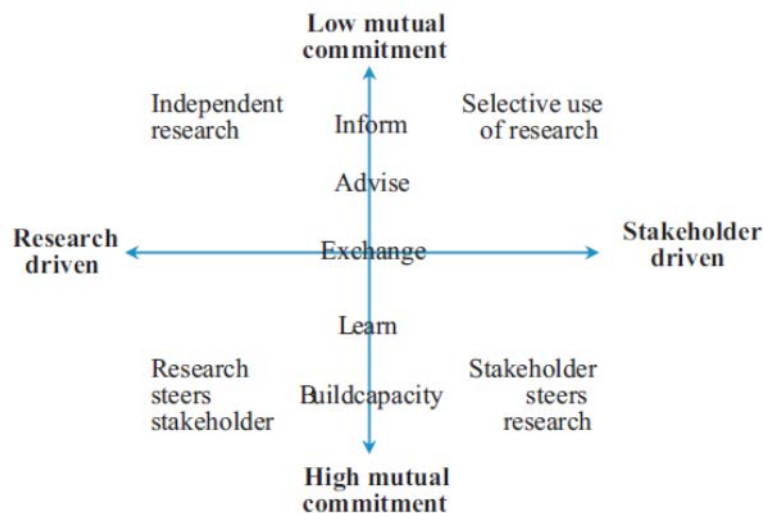 Low mutual
commitment
Independent
research
Selective use
of research
Inform
Advise
Research
driven
Exchange
Stakeholder
driven
Learn
Research
steers
stakeholder
Buildcapacity
Stakeholder
steers
research
High mutual
commitment